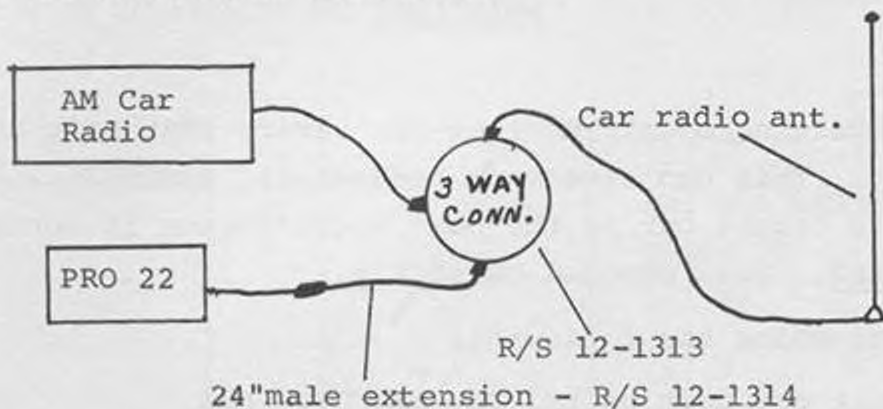 AM Car
Radio
Car radio ant.
3 WAY
CONN.
PRO 22
R/S 12-1313
24"male extension - R/S 12-1314